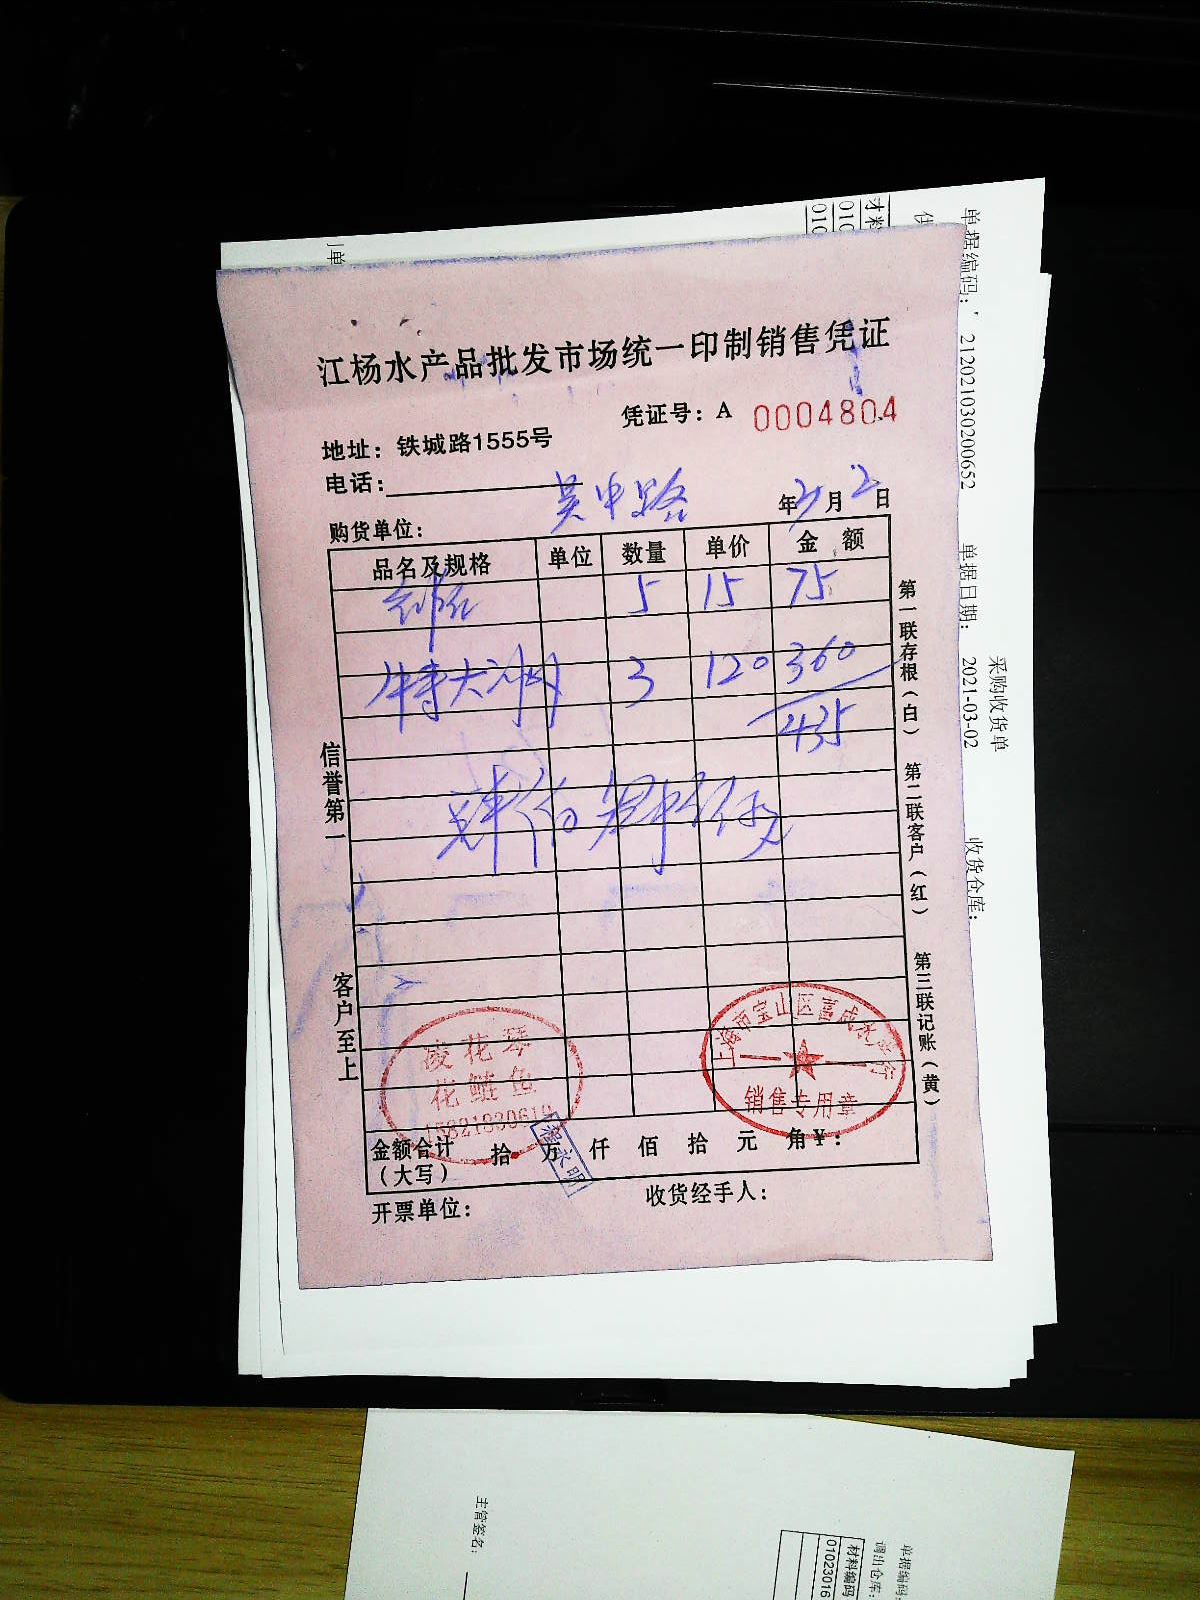 江杨水产品批发市场统一印制销售凭证
凭证号：A 0004804
地址：铁城路1555号
电话：
购货单位： 吴中路 年 3月 2日
品名及规格 单位 数量 单价 金 额
5 15 75
特大 3 120 360
435
肆佰 元
信誉第一
客户至上
第一联存根（白）
第二联客户（红）
第三联记账（黄）
凌花琴
花鲢鱼
销售专用章
金额合计（大写） 拾 万 仟 佰 拾 元 角 ¥：
开票单位：
收货经手人：
采购收货单
单据编码： 21202103020065２
单据日期： 2021-03-02
收货仓库：
主管签名：
单据编码：
调出仓库：
材料编码
01023016